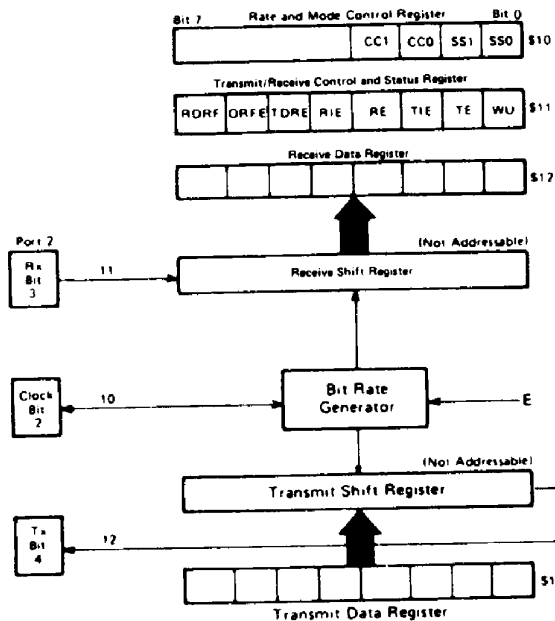 Bit 7 Rate and Mode Control Register Bit 0
CC1 CC0 SS1 SS0 $10
Transmit/Receive Control and Status Register
RDRF ORFE TDRE RIE RE TIE TE WU $11
Receive Data Register
$12
Port 2
(Not Addressable)
Rx
Bit
3
11
Receive Shift Register
Clock
Bit
2
10
Bit Rate
Generator
E
(Not Addressable)
Transmit Shift Register
Tx
Bit
4
12
$1
Transmit Data Register